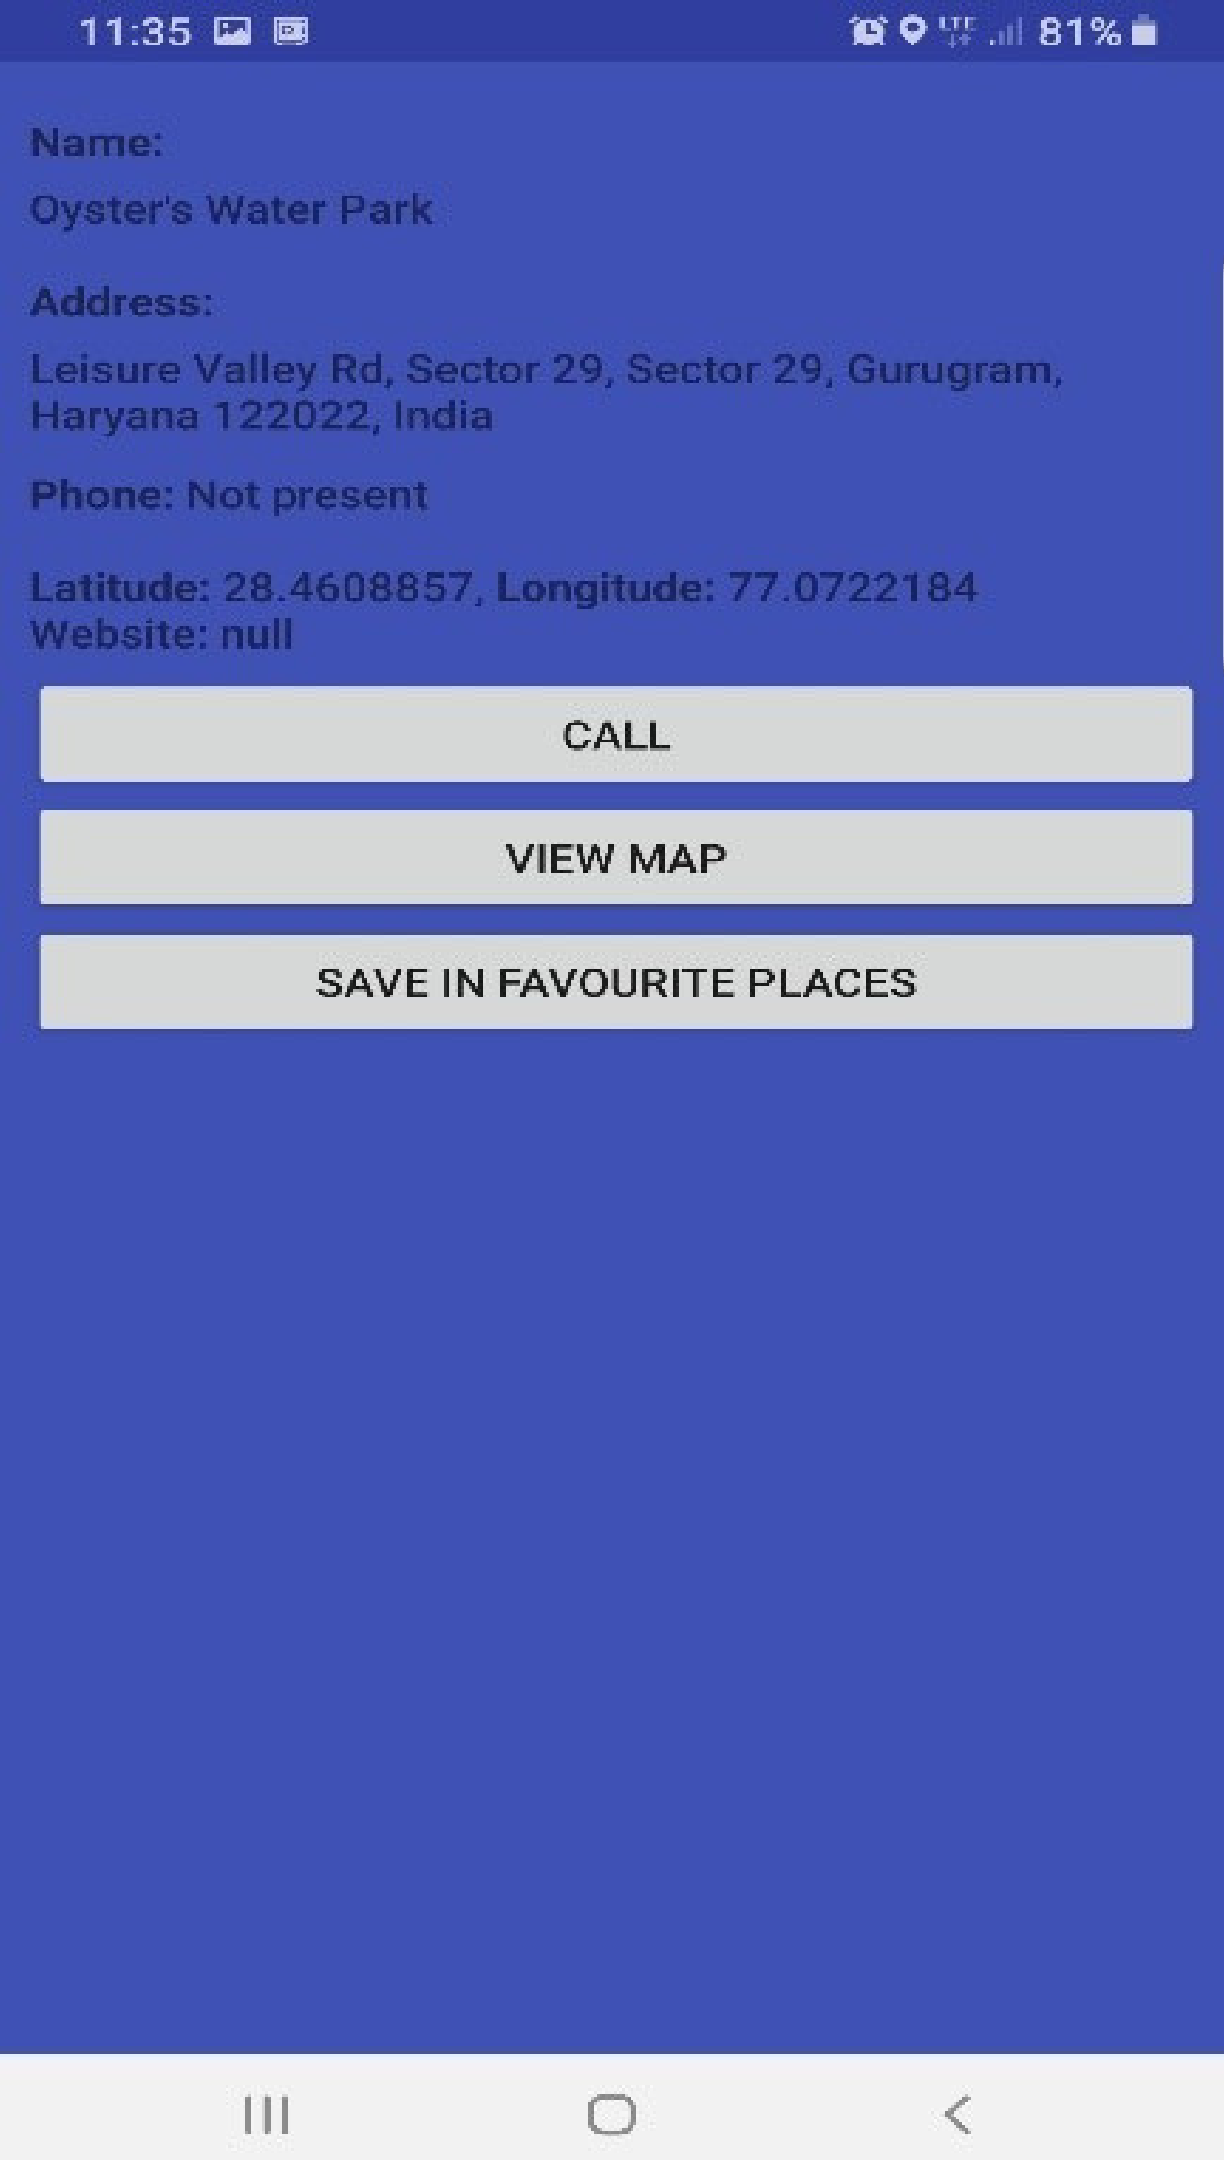 11:35 LTE 81%
Name:
Oyster's Water Park
Address:
Leisure Valley Rd, Sector 29, Sector 29, Gurugram,
Haryana 122022, India
Phone: Not present
Latitude: 28.4608857, Longitude: 77.0722184
Website: null
CALL
VIEW MAP
SAVE IN FAVOURITE PLACES